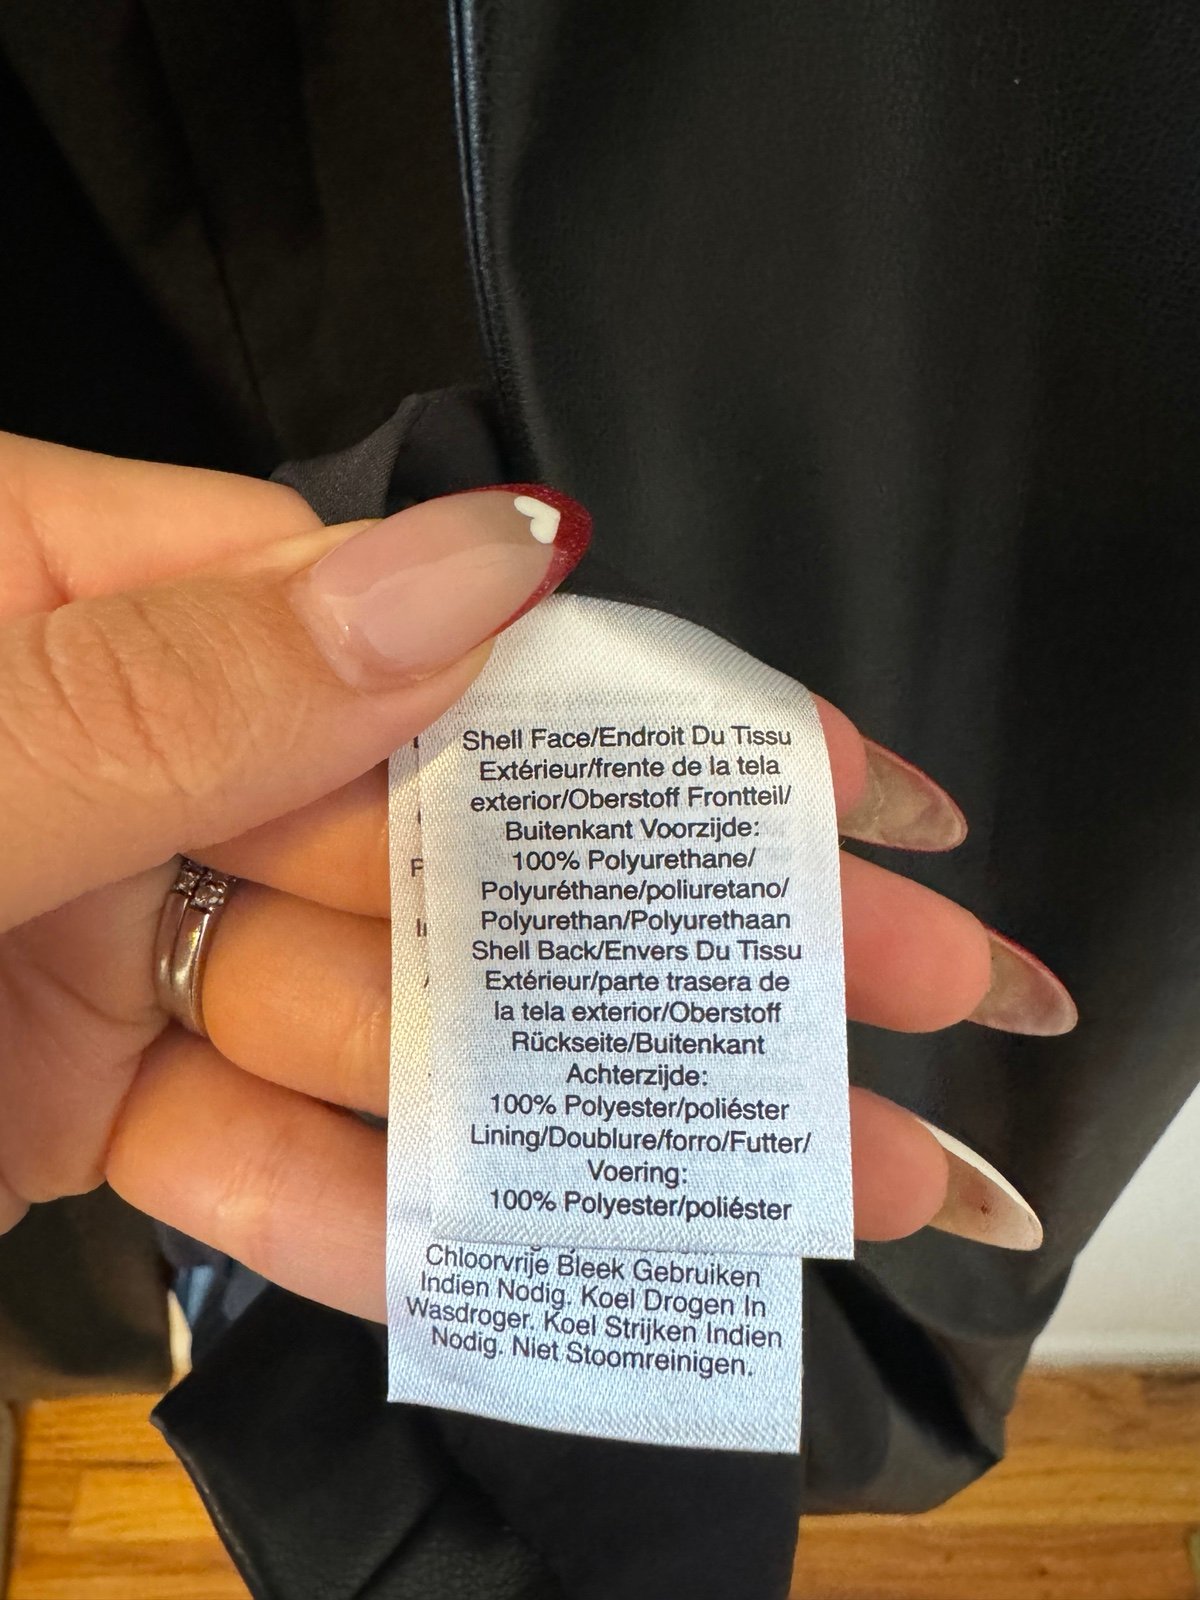 Shell Face/Endroit Du Tissu
Extérieur/frente de la tela
exterior/Oberstoff Frontteil/
Buitenkant Voorzijde:
100% Polyurethane/
Polyuréthane/poliuretano/
Polyurethan/Polyurethaan
Shell Back/Envers Du Tissu
Extérieur/parte trasera de
la tela exterior/Oberstoff
Rückseite/Buitenkant
Achterzijde:
100% Polyester/poliéster
Lining/Doublure/forro/Futter/
Voering:
100% Polyester/poliéster
Chloorvrije Bleek Gebruiken
Indien Nodig. Koel Drogen In
Wasdroger. Koel Strijken Indien
Nodig. Niet Stoomreinigen.